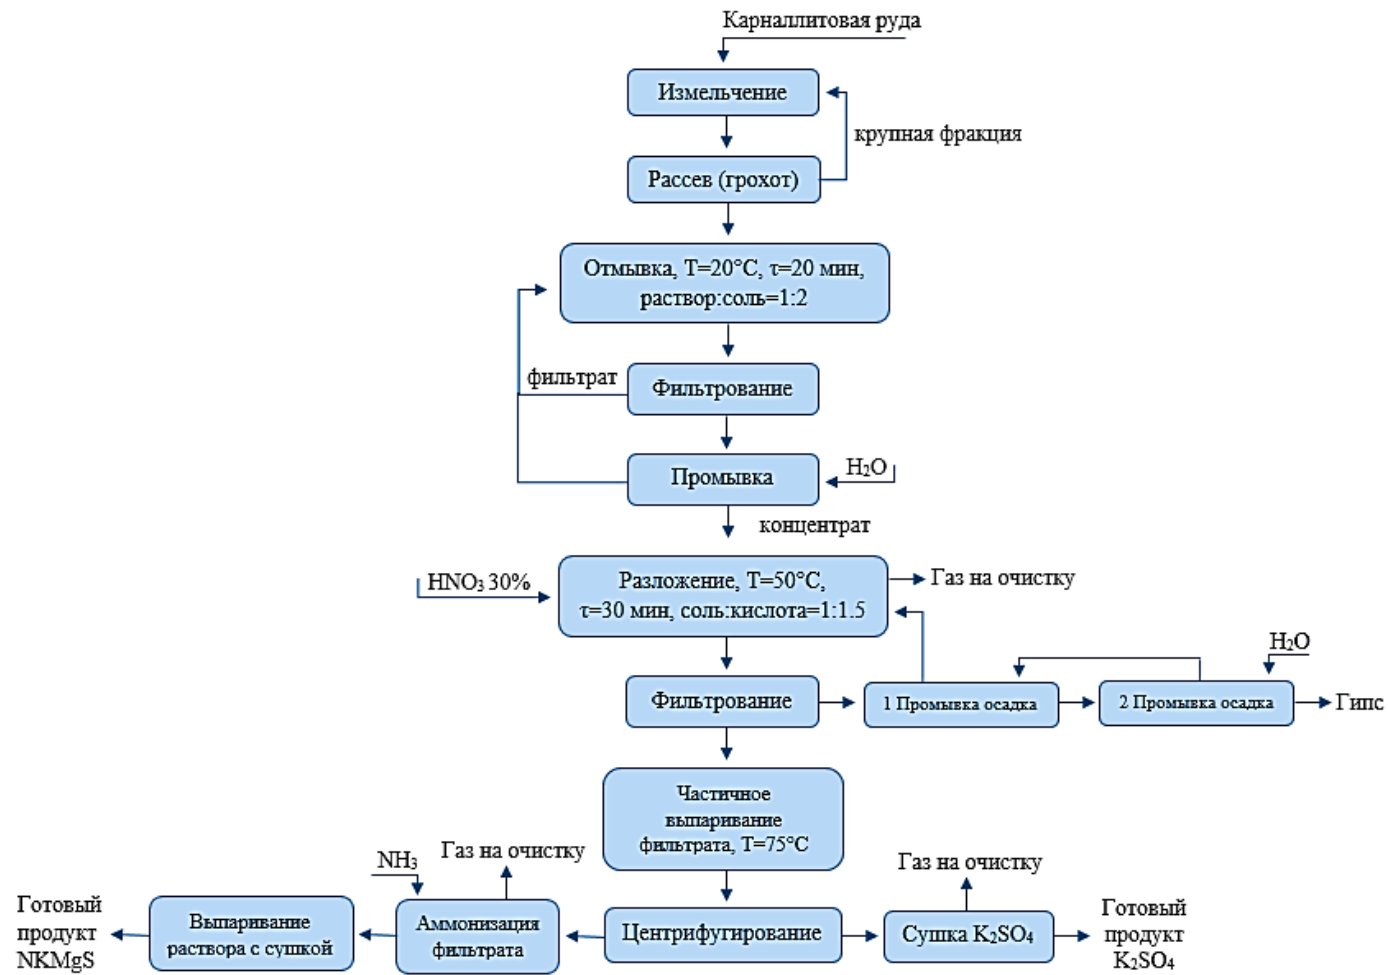 Карналлитовая руда
Измельчение
крупная фракция
Рассев (грохот)
Отмывка, T=20°C, τ=20 мин,
раствор:соль=1:2
фильтрат
Фильтрование
Промывка
H₂O
концентрат
HNO₃ 30%
Разложение, T=50°C,
τ=30 мин, соль:кислота=1:1.5
Газ на очистку
H₂O
Фильтрование
1 Промывка осадка
2 Промывка осадка
Гипс
Частичное
выпаривание
фильтрата, T=75°C
NH₃
Газ на очистку
Газ на очистку
Готовый
продукт
NKMgS
Выпаривание
раствора с сушкой
Аммонизация
фильтрата
Центрифугирование
Сушка K₂SO₄
Готовый
продукт
K₂SO₄